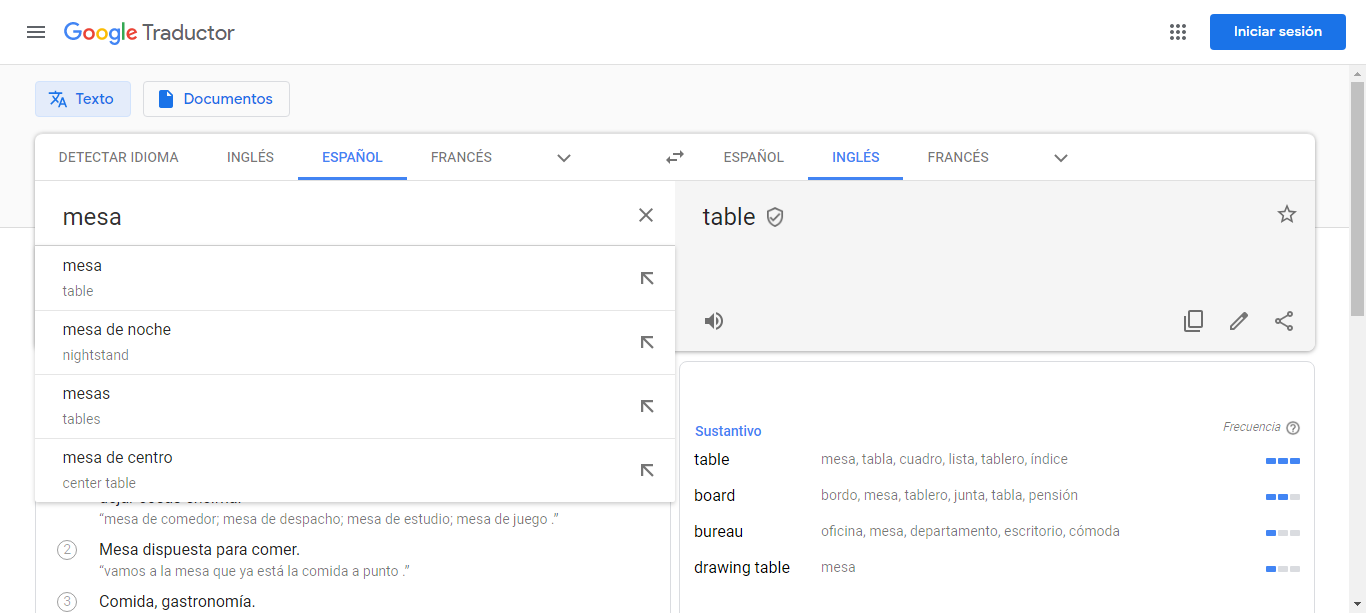 Google Traductor
Iniciar sesión
Texto
Documentos
DETECTAR IDIOMA
INGLÉS
ESPAÑOL
FRANCÉS
ESPAÑOL
INGLÉS
FRANCÉS
mesa
table
mesa
table
mesa de noche
nightstand
mesas
tables
mesa de centro
center table
“mesa de comedor; mesa de despacho; mesa de estudio; mesa de juego .”
2 Mesa dispuesta para comer.
“vamos a la mesa que ya está la comida a punto .”
3 Comida, gastronomía.
Sustantivo
Frecuencia
table mesa, tabla, cuadro, lista, tablero, índice
board bordo, mesa, tablero, junta, tabla, pensión
bureau oficina, mesa, departamento, escritorio, cómoda
drawing table mesa